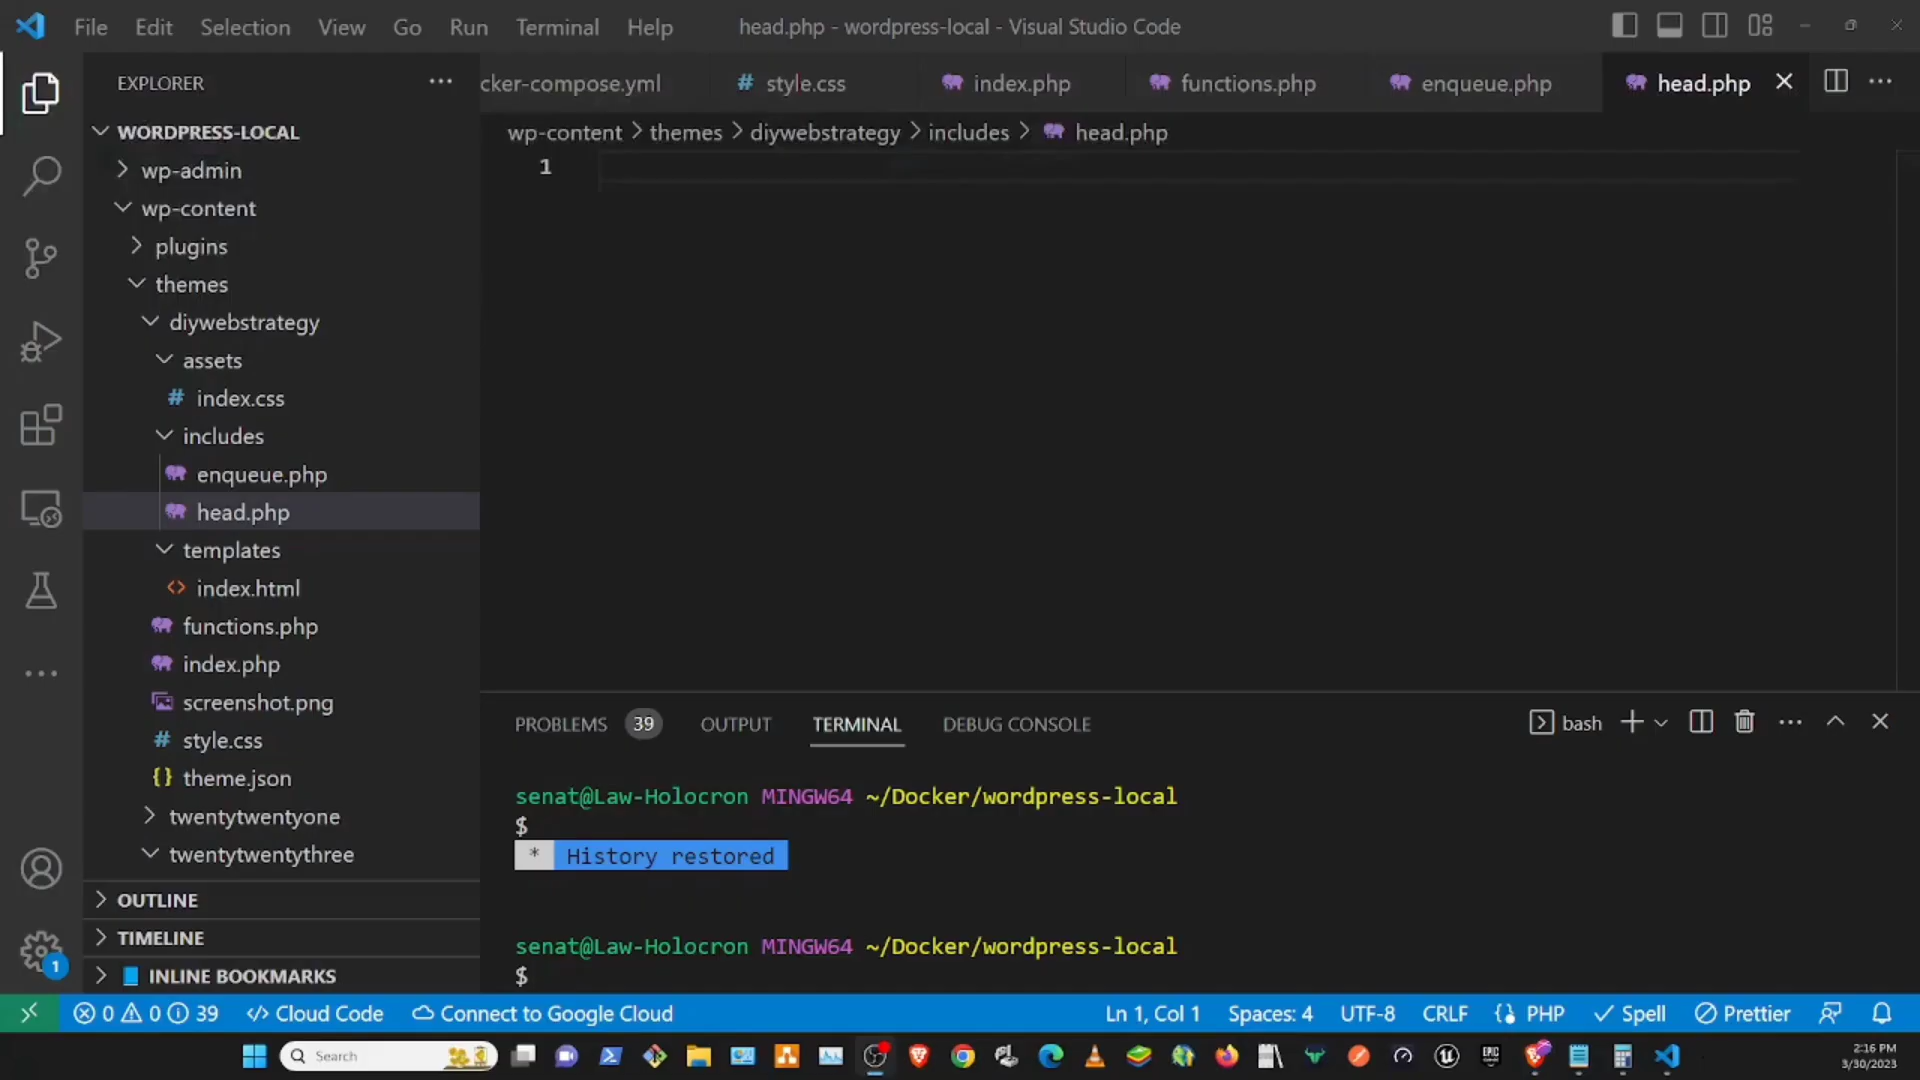 File Edit Selection View Go Run Terminal Help head.php - wordpress-local - Visual Studio Code
EXPLORER
cker-compose.yml # style.css index.php functions.php enqueue.php head.php
WORDPRESS-LOCAL
wp-content > themes > diywebstrategy > includes > head.php
wp-admin
1
wp-content
plugins
themes
diywebstrategy
assets
# index.css
includes
enqueue.php
head.php
templates
<> index.html
functions.php
index.php
screenshot.png
# style.css
{} theme.json
twentytwentyone
twentytwentythree
OUTLINE
TIMELINE
INLINE BOOKMARKS
PROBLEMS 39 OUTPUT TERMINAL DEBUG CONSOLE bash
senat@Law-Holocron MINGW64 ~/Docker/wordpress-local
$
* History restored
senat@Law-Holocron MINGW64 ~/Docker/wordpress-local
$
1
0 0 39 </> Cloud Code Connect to Google Cloud Ln 1, Col 1 Spaces: 4 UTF-8 CRLF PHP Spell Prettier
Search
EPIC
2:16 PM
3/30/2023